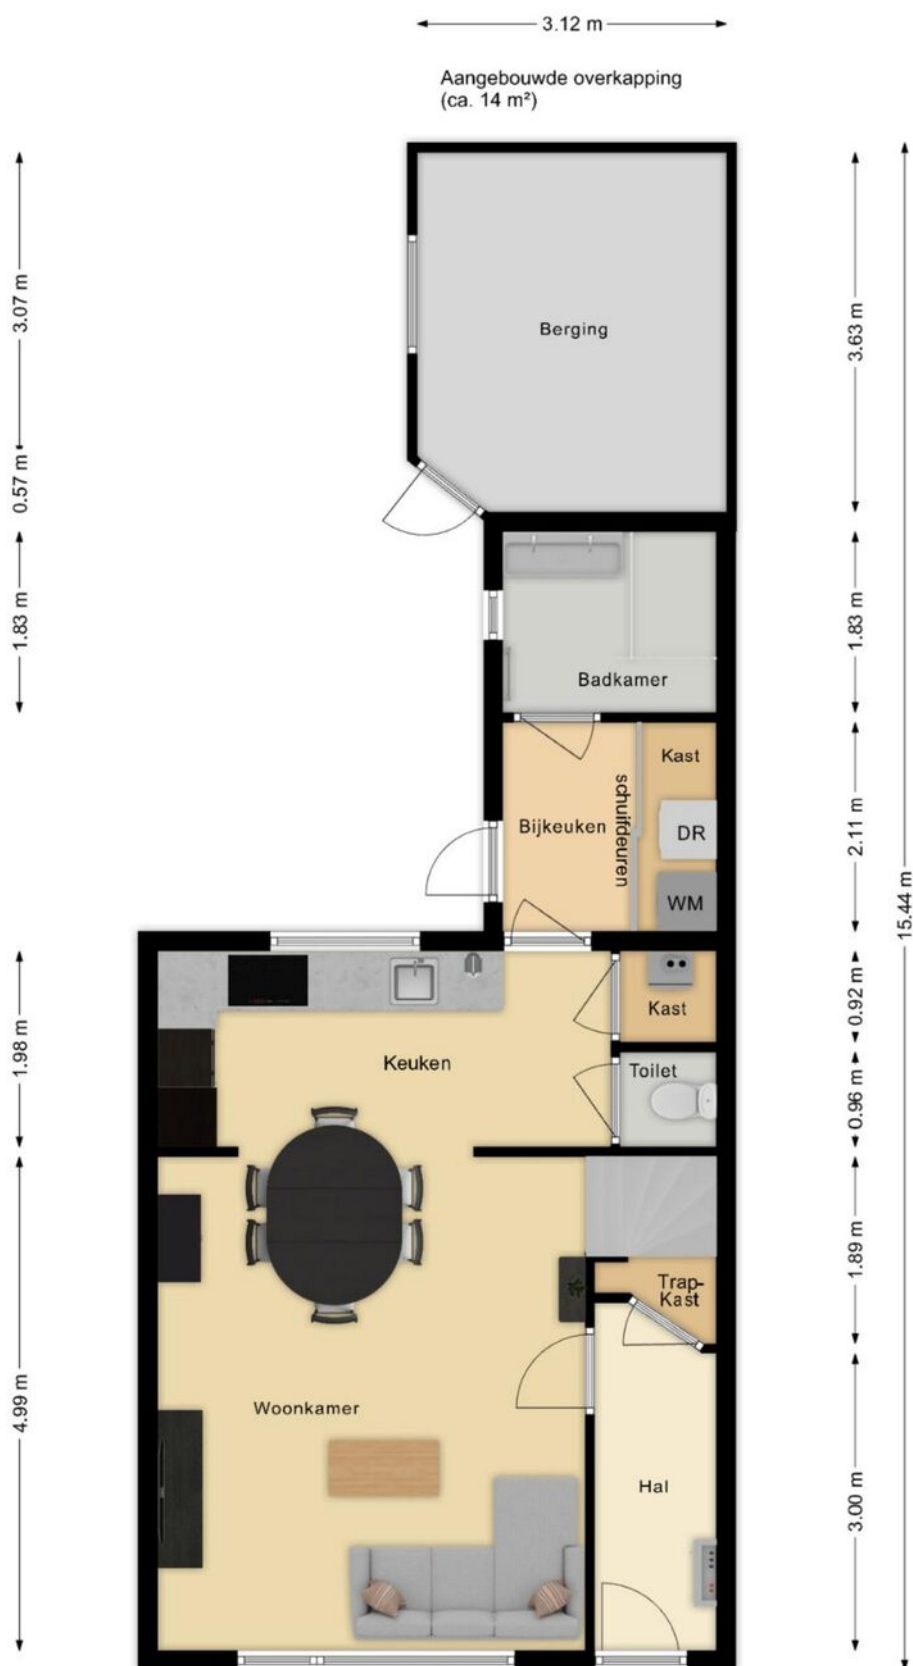 3.12 m
Aangebouwde overkapping
(ca. 14 m²)
3.07 m
0.57 m
1.83 m
1.98 m
4.99 m
Berging
Badkamer
Kast
schuifdeuren
Bijkeuken
DR
WM
Kast
Keuken
Toilet
Trap-
Kast
Woonkamer
Hal
3.63 m
1.83 m
2.11 m
0.92 m
0.96 m
1.89 m
3.00 m
15.44 m